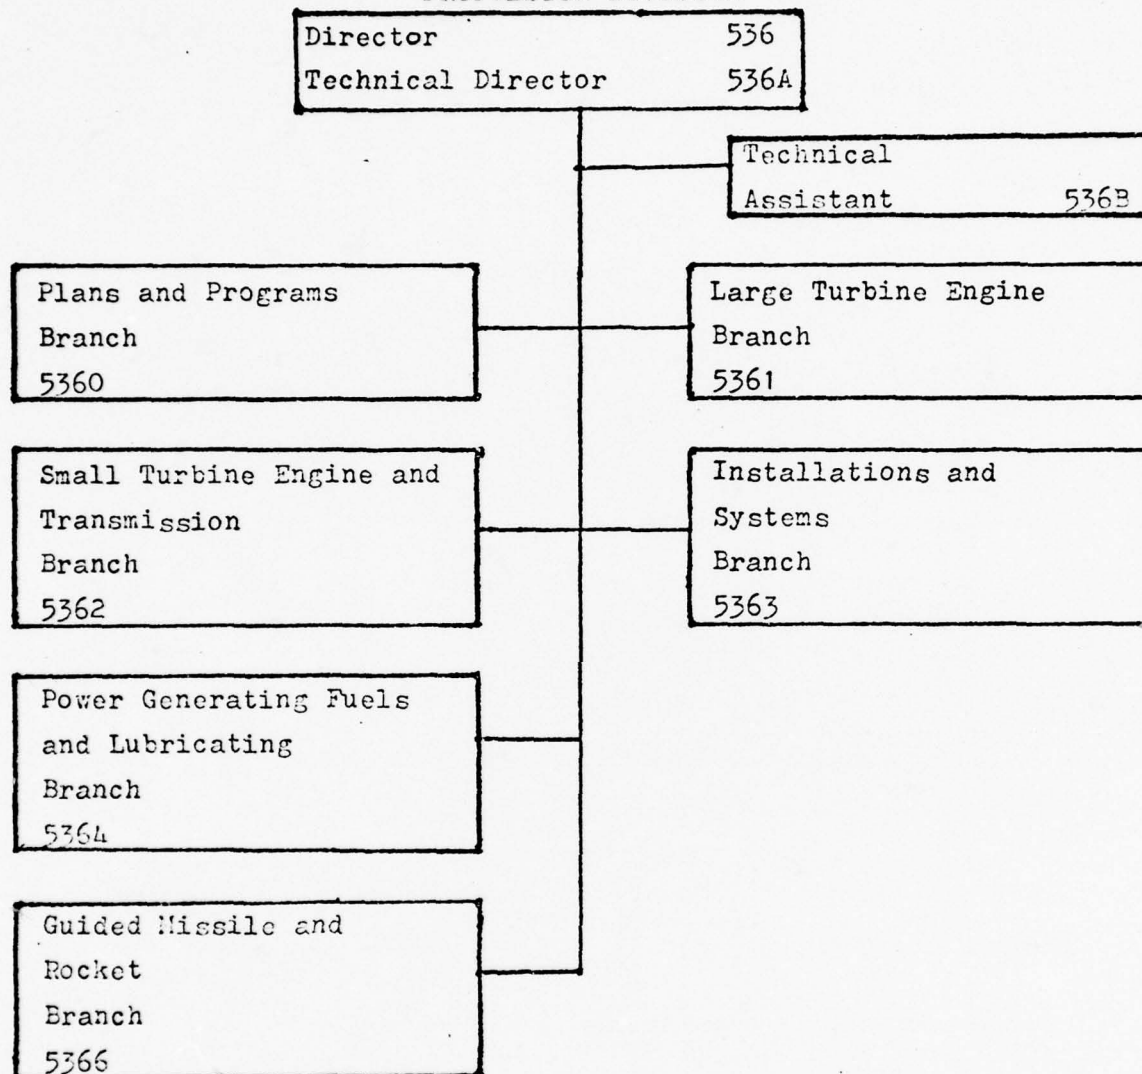 Director 536
Technical Director 536A
Technical
Assistant 536B
Plans and Programs
Branch
5360
Large Turbine Engine
Branch
5361
Small Turbine Engine and
Transmission
Branch
5362
Installations and
Systems
Branch
5363
Power Generating Fuels
and Lubricating
Branch
5364
Guided Missile and
Rocket
Branch
5366